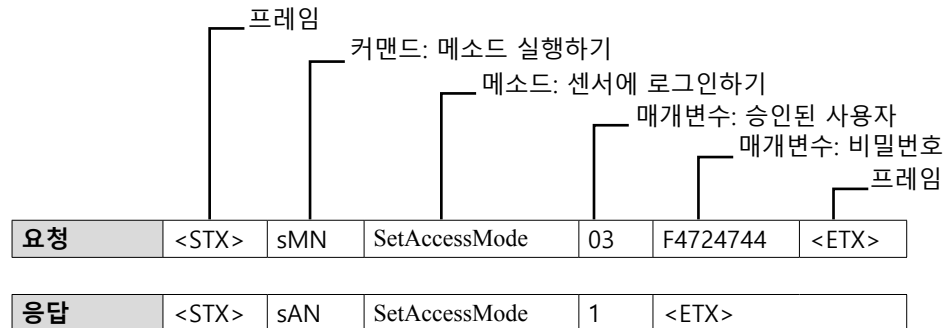 프레임
커맨드: 메소드 실행하기
메소드: 센서에 로그인하기
매개변수: 승인된 사용자
매개변수: 비밀번호
프레임
요청 <STX> sMN SetAccessMode 03 F4724744 <ETX>
응답 <STX> sAN SetAccessMode 1 <ETX>